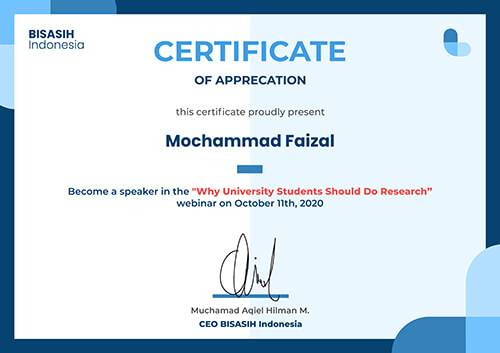 BISASIH
Indonesia
CERTIFICATE
OF APPRECATION
this certificate proudly present
Mochammad Faizal
Become a speaker in the "Why University Students Should Do Research"
webinar on October 11th, 2020
Muchamad Aqiel Hilman M.
CEO BISASIH Indonesia